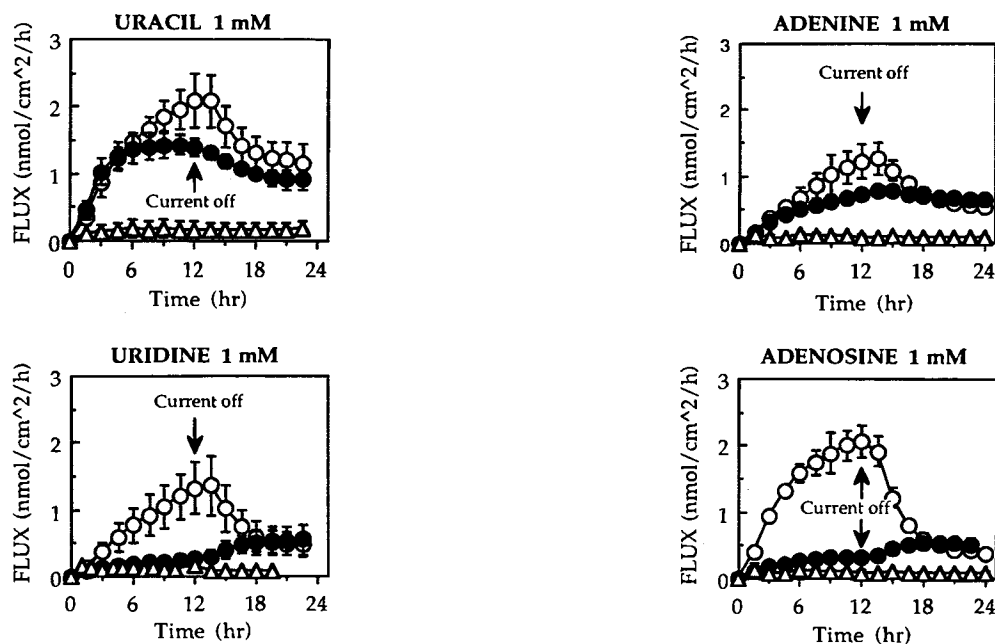 URACIL 1 mM
3
2
1
0
FLUX (nmol/cm^2/h)
Current off
0 6 12 18 24
Time (hr)
ADENINE 1 mM
3
2
1
0
FLUX (nmol/cm^2/h)
Current off
0 6 12 18 24
Time (hr)
URIDINE 1 mM
3
2
1
0
FLUX (nmol/cm^2/h)
Current off
0 6 12 18 24
Time (hr)
ADENOSINE 1 mM
3
2
1
0
FLUX (nmol/cm^2/h)
Current off
0 6 12 18 24
Time (hr)